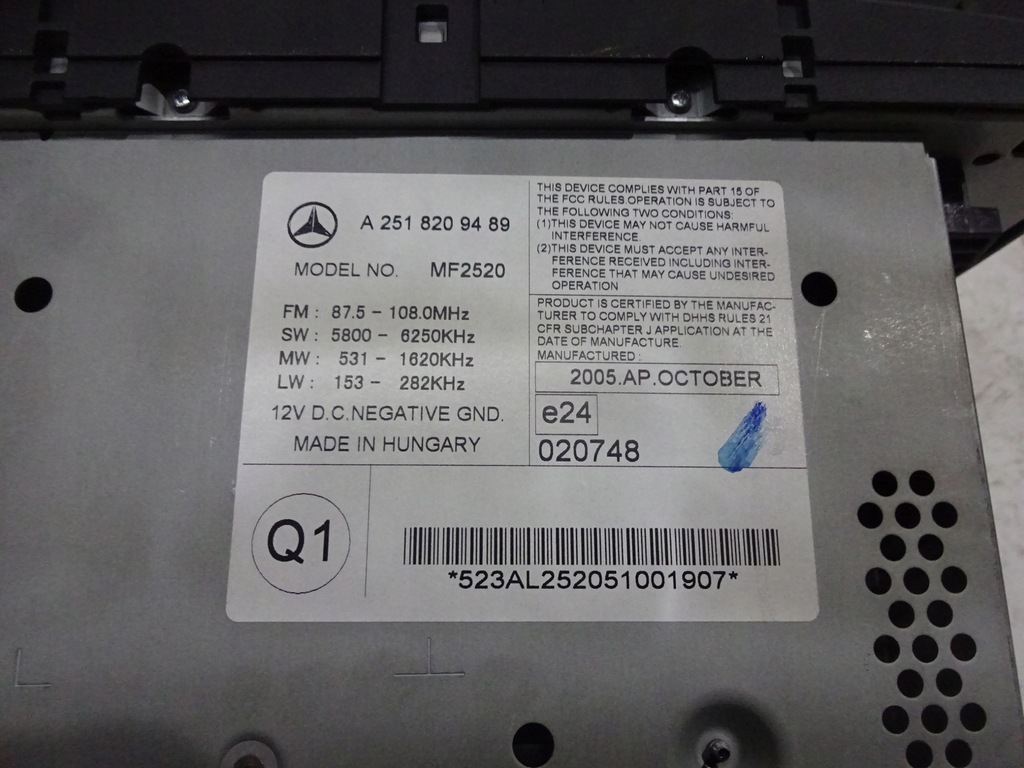 A 251 820 94 89
MODEL NO. MF2520
FM : 87.5 - 108.0MHz
SW : 5800 - 6250KHz
MW : 531 - 1620KHz
LW : 153 - 282KHz
12V D.C.NEGATIVE GND.
MADE IN HUNGARY
THIS DEVICE COMPLIES WITH PART 15 OF
THE FCC RULES OPERATION IS SUBJECT TO
THE FOLLOWING TWO CONDITIONS:
(1)THIS DEVICE MAY NOT CAUSE HARMFUL
INTERFERENCE.
(2)THIS DEVICE MUST ACCEPT ANY INTER-
FERENCE RECEIVED INCLUDING INTER-
FERENCE THAT MAY CAUSE UNDESIRED
OPERATION
PRODUCT IS CERTIFIED BY THE MANUFAC-
TURER TO COMPLY WITH DHHS RULES 21
CFR SUBCHAPTER J APPLICATION AT THE
DATE OF MANUFACTURE.
MANUFACTURED :
2005.AP.OCTOBER
e24
020748
Q1
*523AL252051001907*